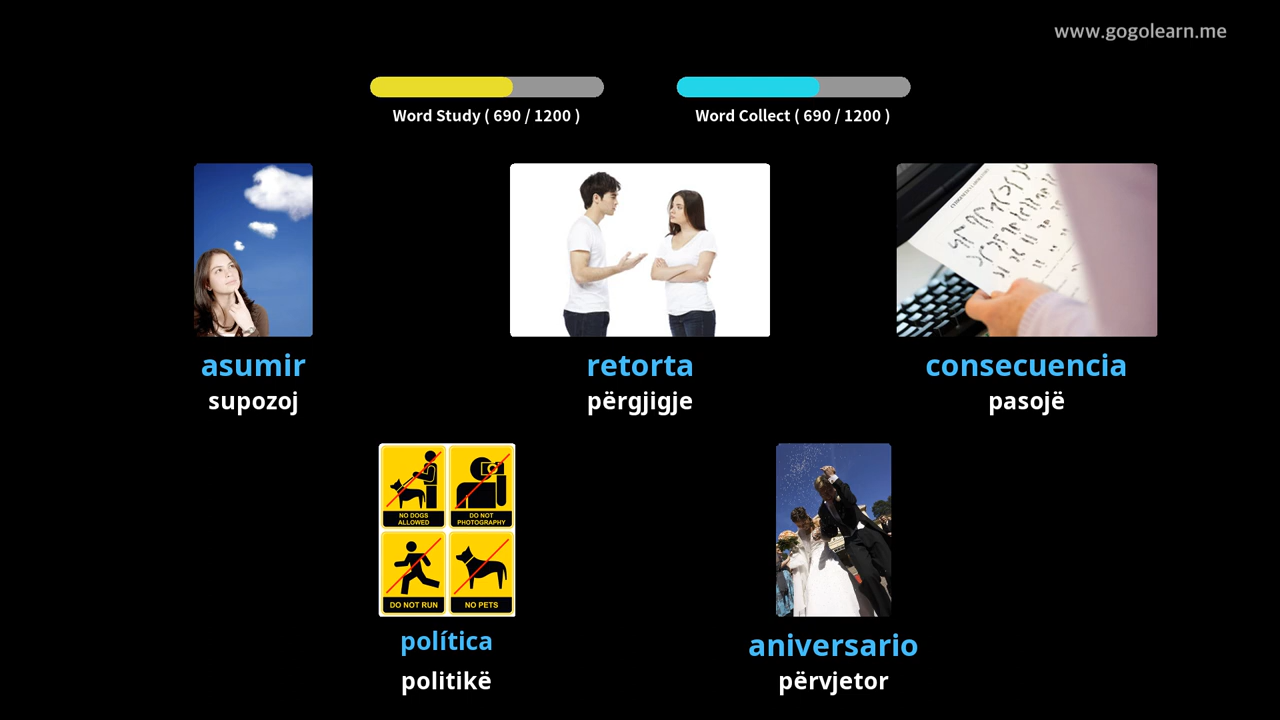 www.gogolearn.me
Word Study ( 690 / 1200 )
Word Collect ( 690 / 1200 )
asumir
supozoj
retorta
përgjigje
consecuencia
pasojë
NO DOGS
ALLOWED
DO NOT
PHOTOGRAPHY
DO NOT RUN
NO PETS
política
politikë
aniversario
përvjetor